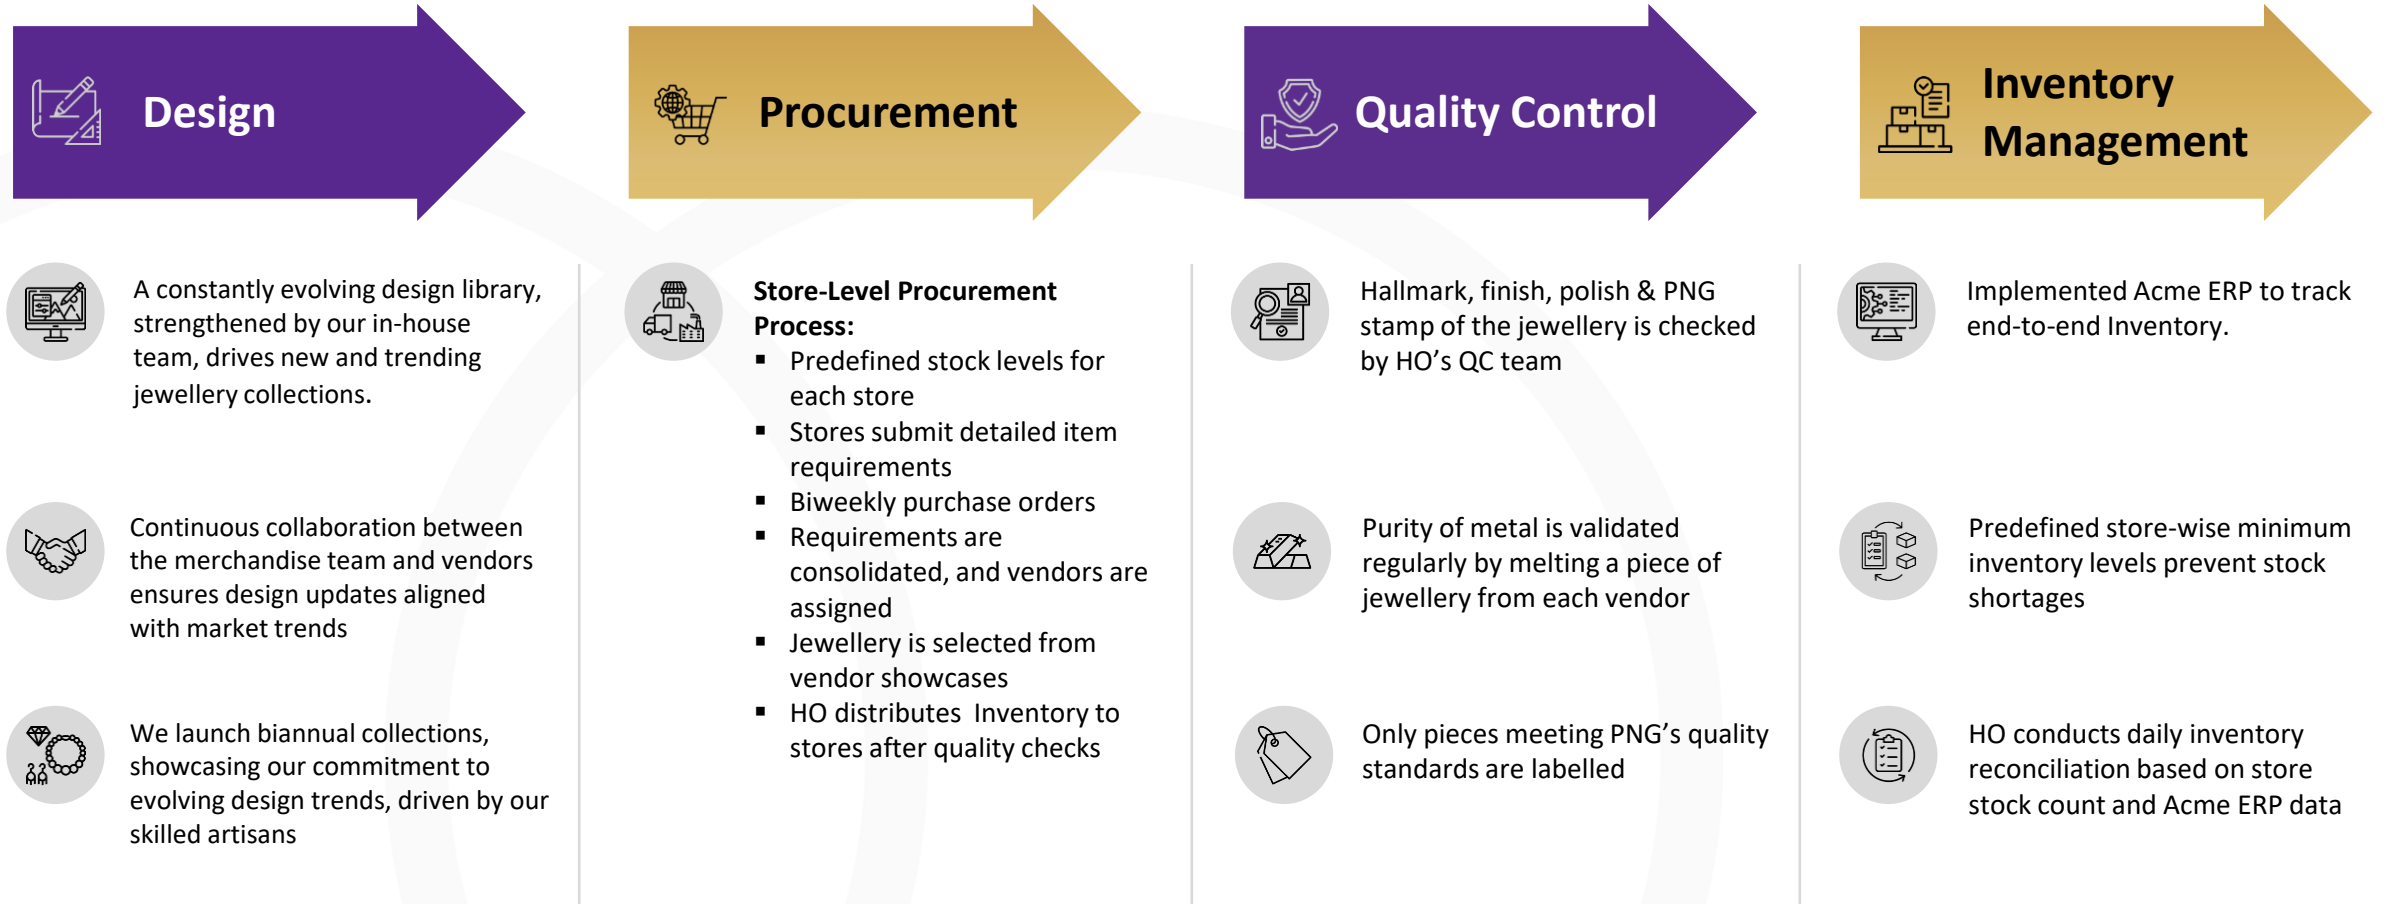 Design
A constantly evolving design library,
strengthened by our in-house
team, drives new and trending
jewellery collections.
Continuous collaboration between
the merchandise team and vendors
ensures design updates aligned
with market trends
We launch biannual collections,
showcasing our commitment to
evolving design trends, driven by our
skilled artisans
Procurement
Store-Level Procurement
Process:
▪ Predefined stock levels for
each store
▪ Stores submit detailed item
requirements
▪ Biweekly purchase orders
▪ Requirements are
consolidated, and vendors are
assigned
▪ Jewellery is selected from
vendor showcases
▪ HO distributes Inventory to
stores after quality checks
Quality Control
Hallmark, finish, polish & PNG
stamp of the jewellery is checked
by HO's QC team
Purity of metal is validated
regularly by melting a piece of
jewellery from each vendor
Only pieces meeting PNG's quality
standards are labelled
Inventory
Management
Implemented Acme ERP to track
end-to-end Inventory.
Predefined store-wise minimum
inventory levels prevent stock
shortages
HO conducts daily inventory
reconciliation based on store
stock count and Acme ERP data